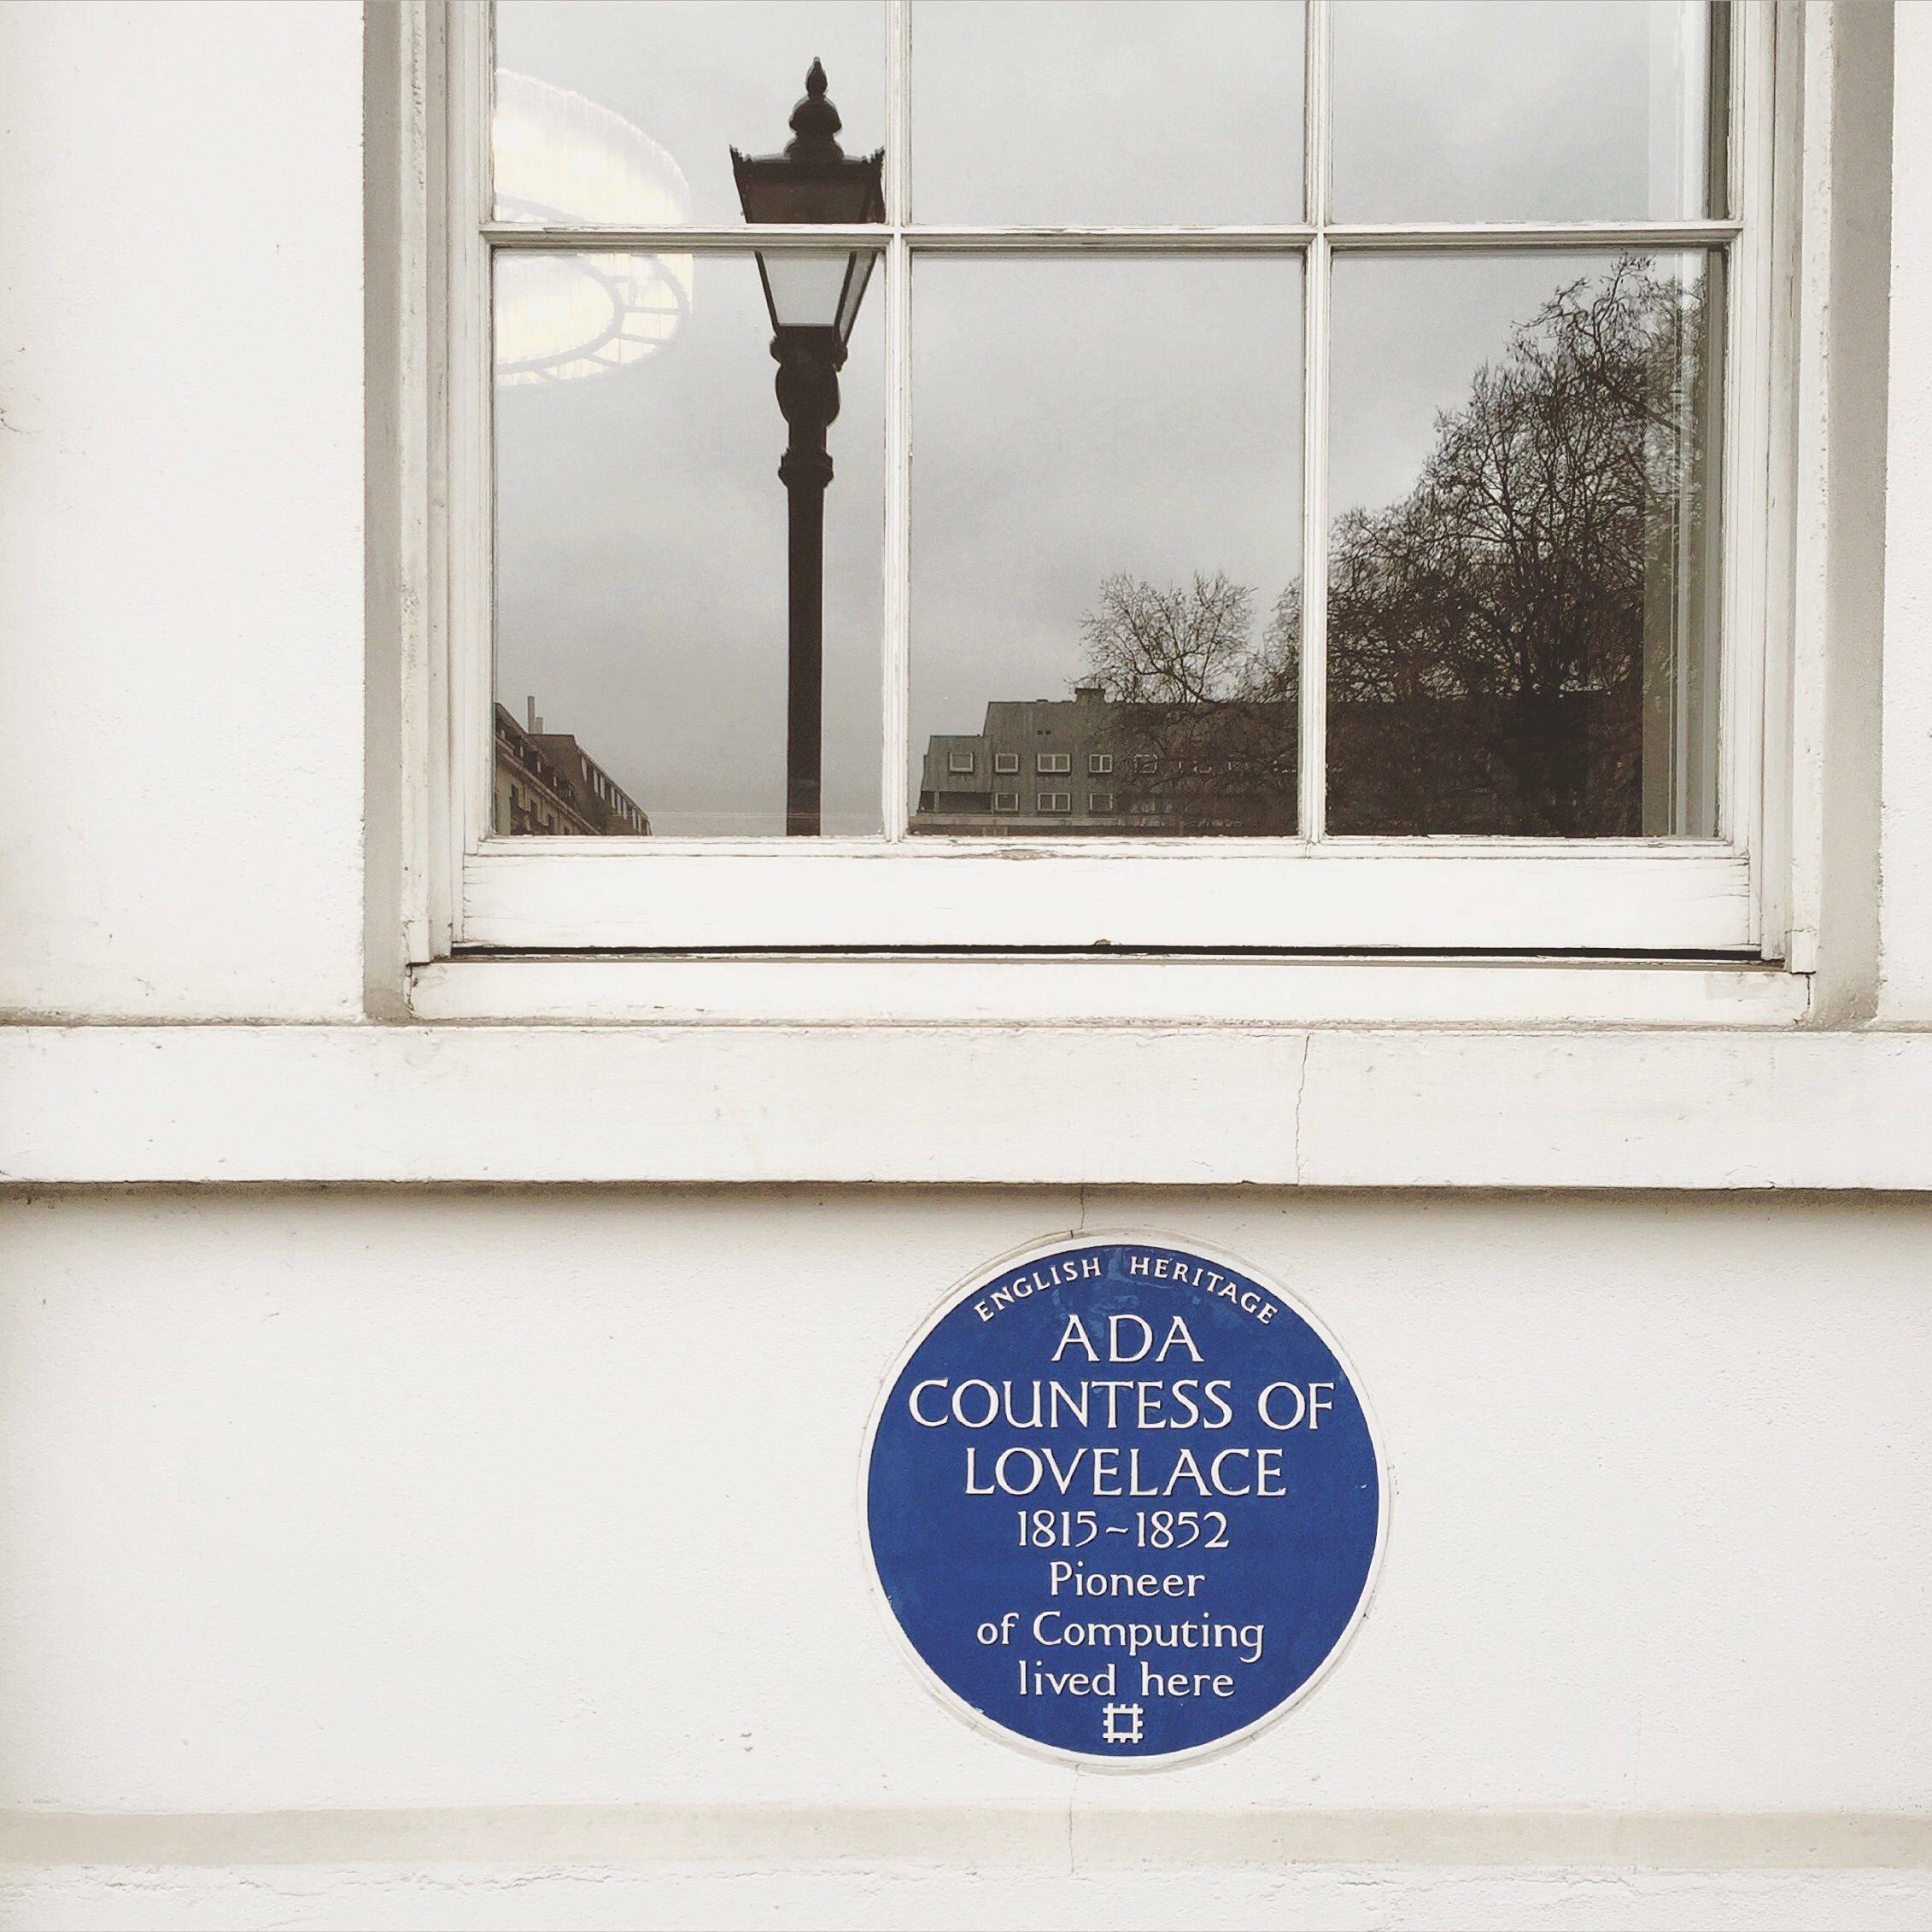 ENGLISH HERITAGE
ADA
COUNTESS OF
LOVELACE
1815~1852
Pioneer
of Computing
lived here